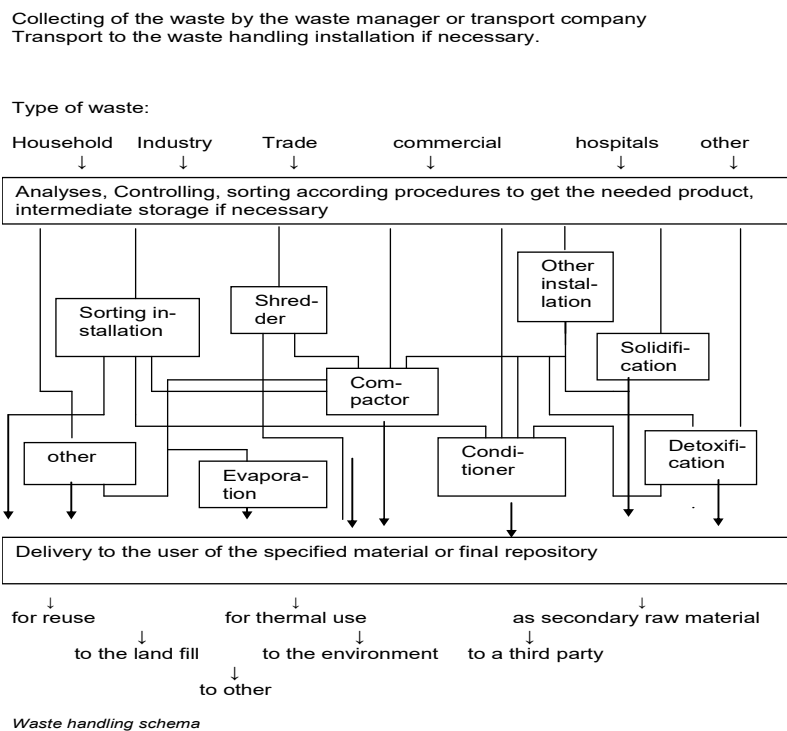 Collecting of the waste by the waste manager or transport company
Transport to the waste handling installation if necessary.
Type of waste:
Household Industry Trade commercial hospitals other
↓ ↓ ↓ ↓ ↓ ↓
Analyses, Controlling, sorting according procedures to get the needed product,
intermediate storage if necessary
Other
instal-
lation
Shred-
der
Sorting in-
stallation
Solidifi-
cation
Com-
pactor
other
Condi-
tioner
Detoxifi-
cation
Evapora-
tion
Delivery to the user of the specified material or final repository
↓ ↓ ↓
for reuse for thermal use as secondary raw material
↓ ↓ ↓
to the land fill to the environment to a third party
↓
to other
Waste handling schema